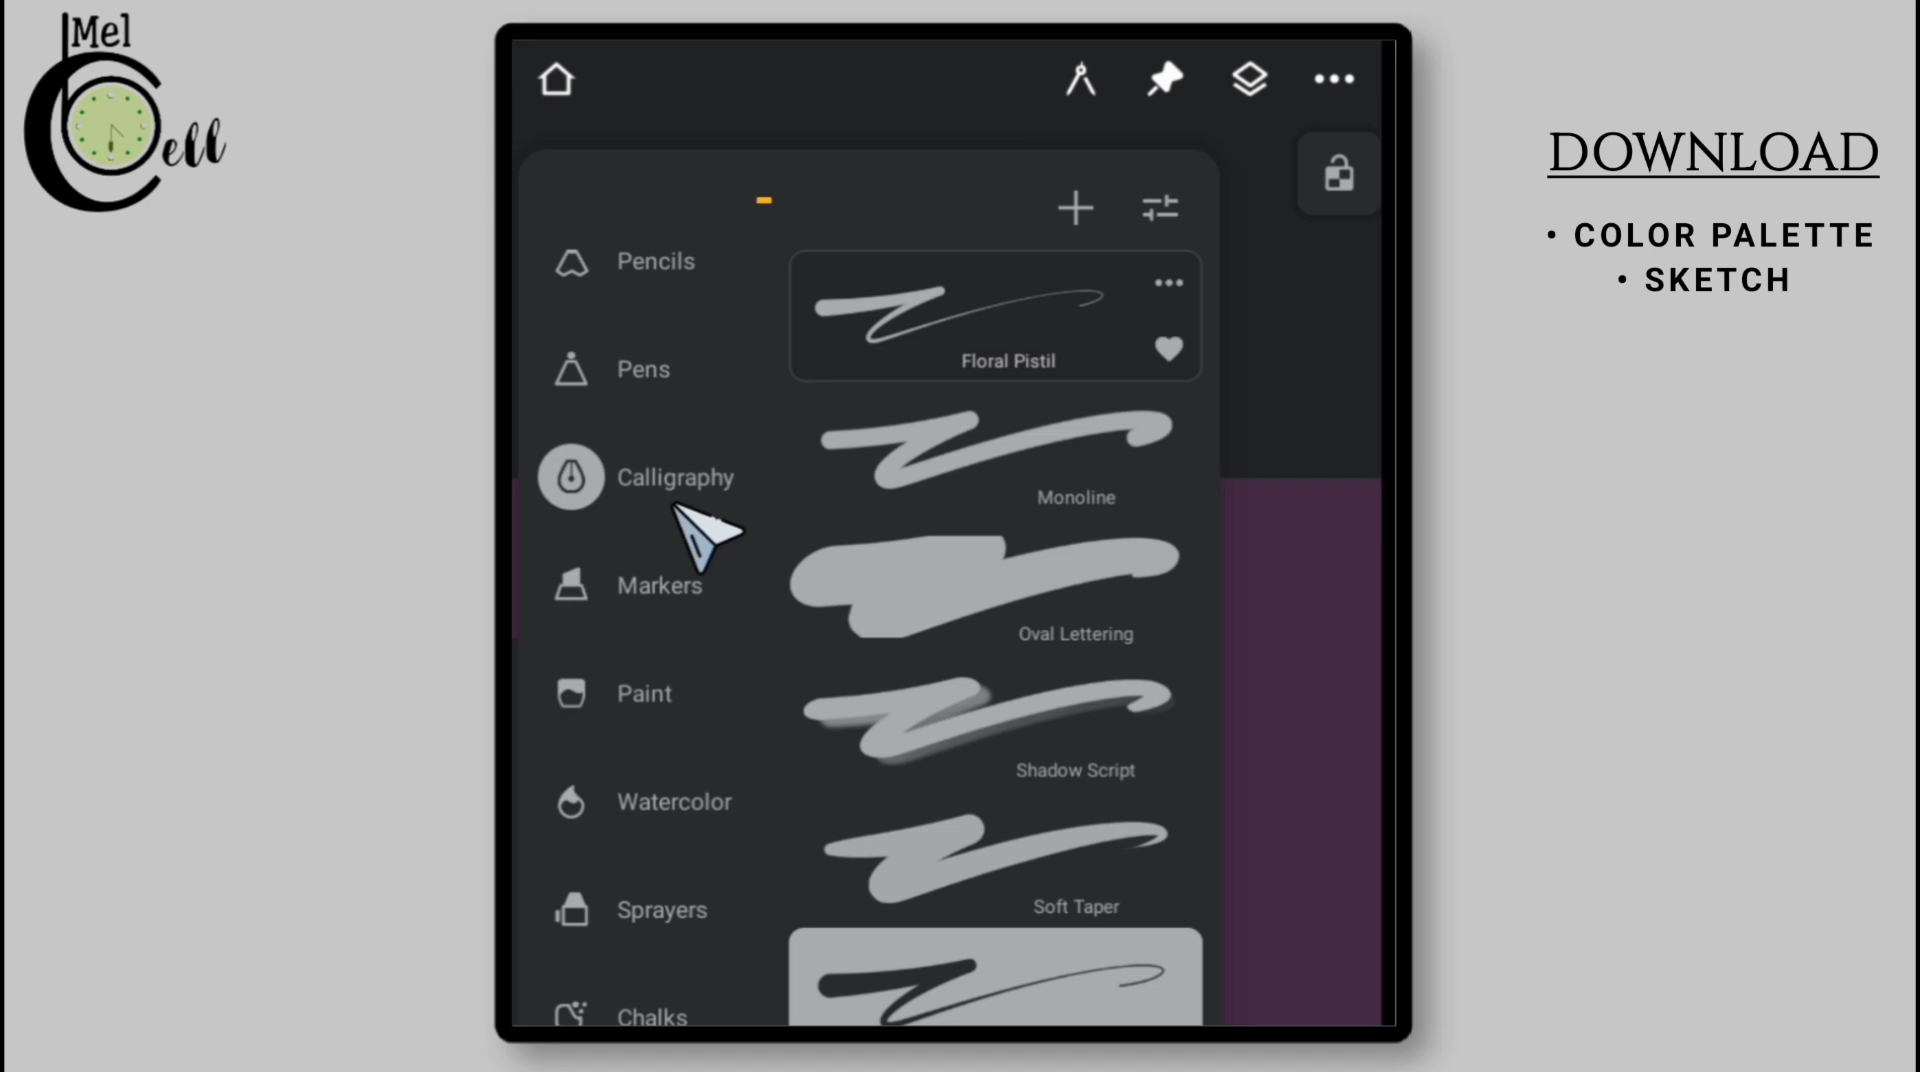 Mel
Cell
DOWNLOAD
• COLOR PALETTE
• SKETCH
Pencils
Pens
Calligraphy
Markers
Paint
Watercolor
Sprayers
Chalks
Floral Pistil
Monoline
Oval Lettering
Shadow Script
Soft Taper